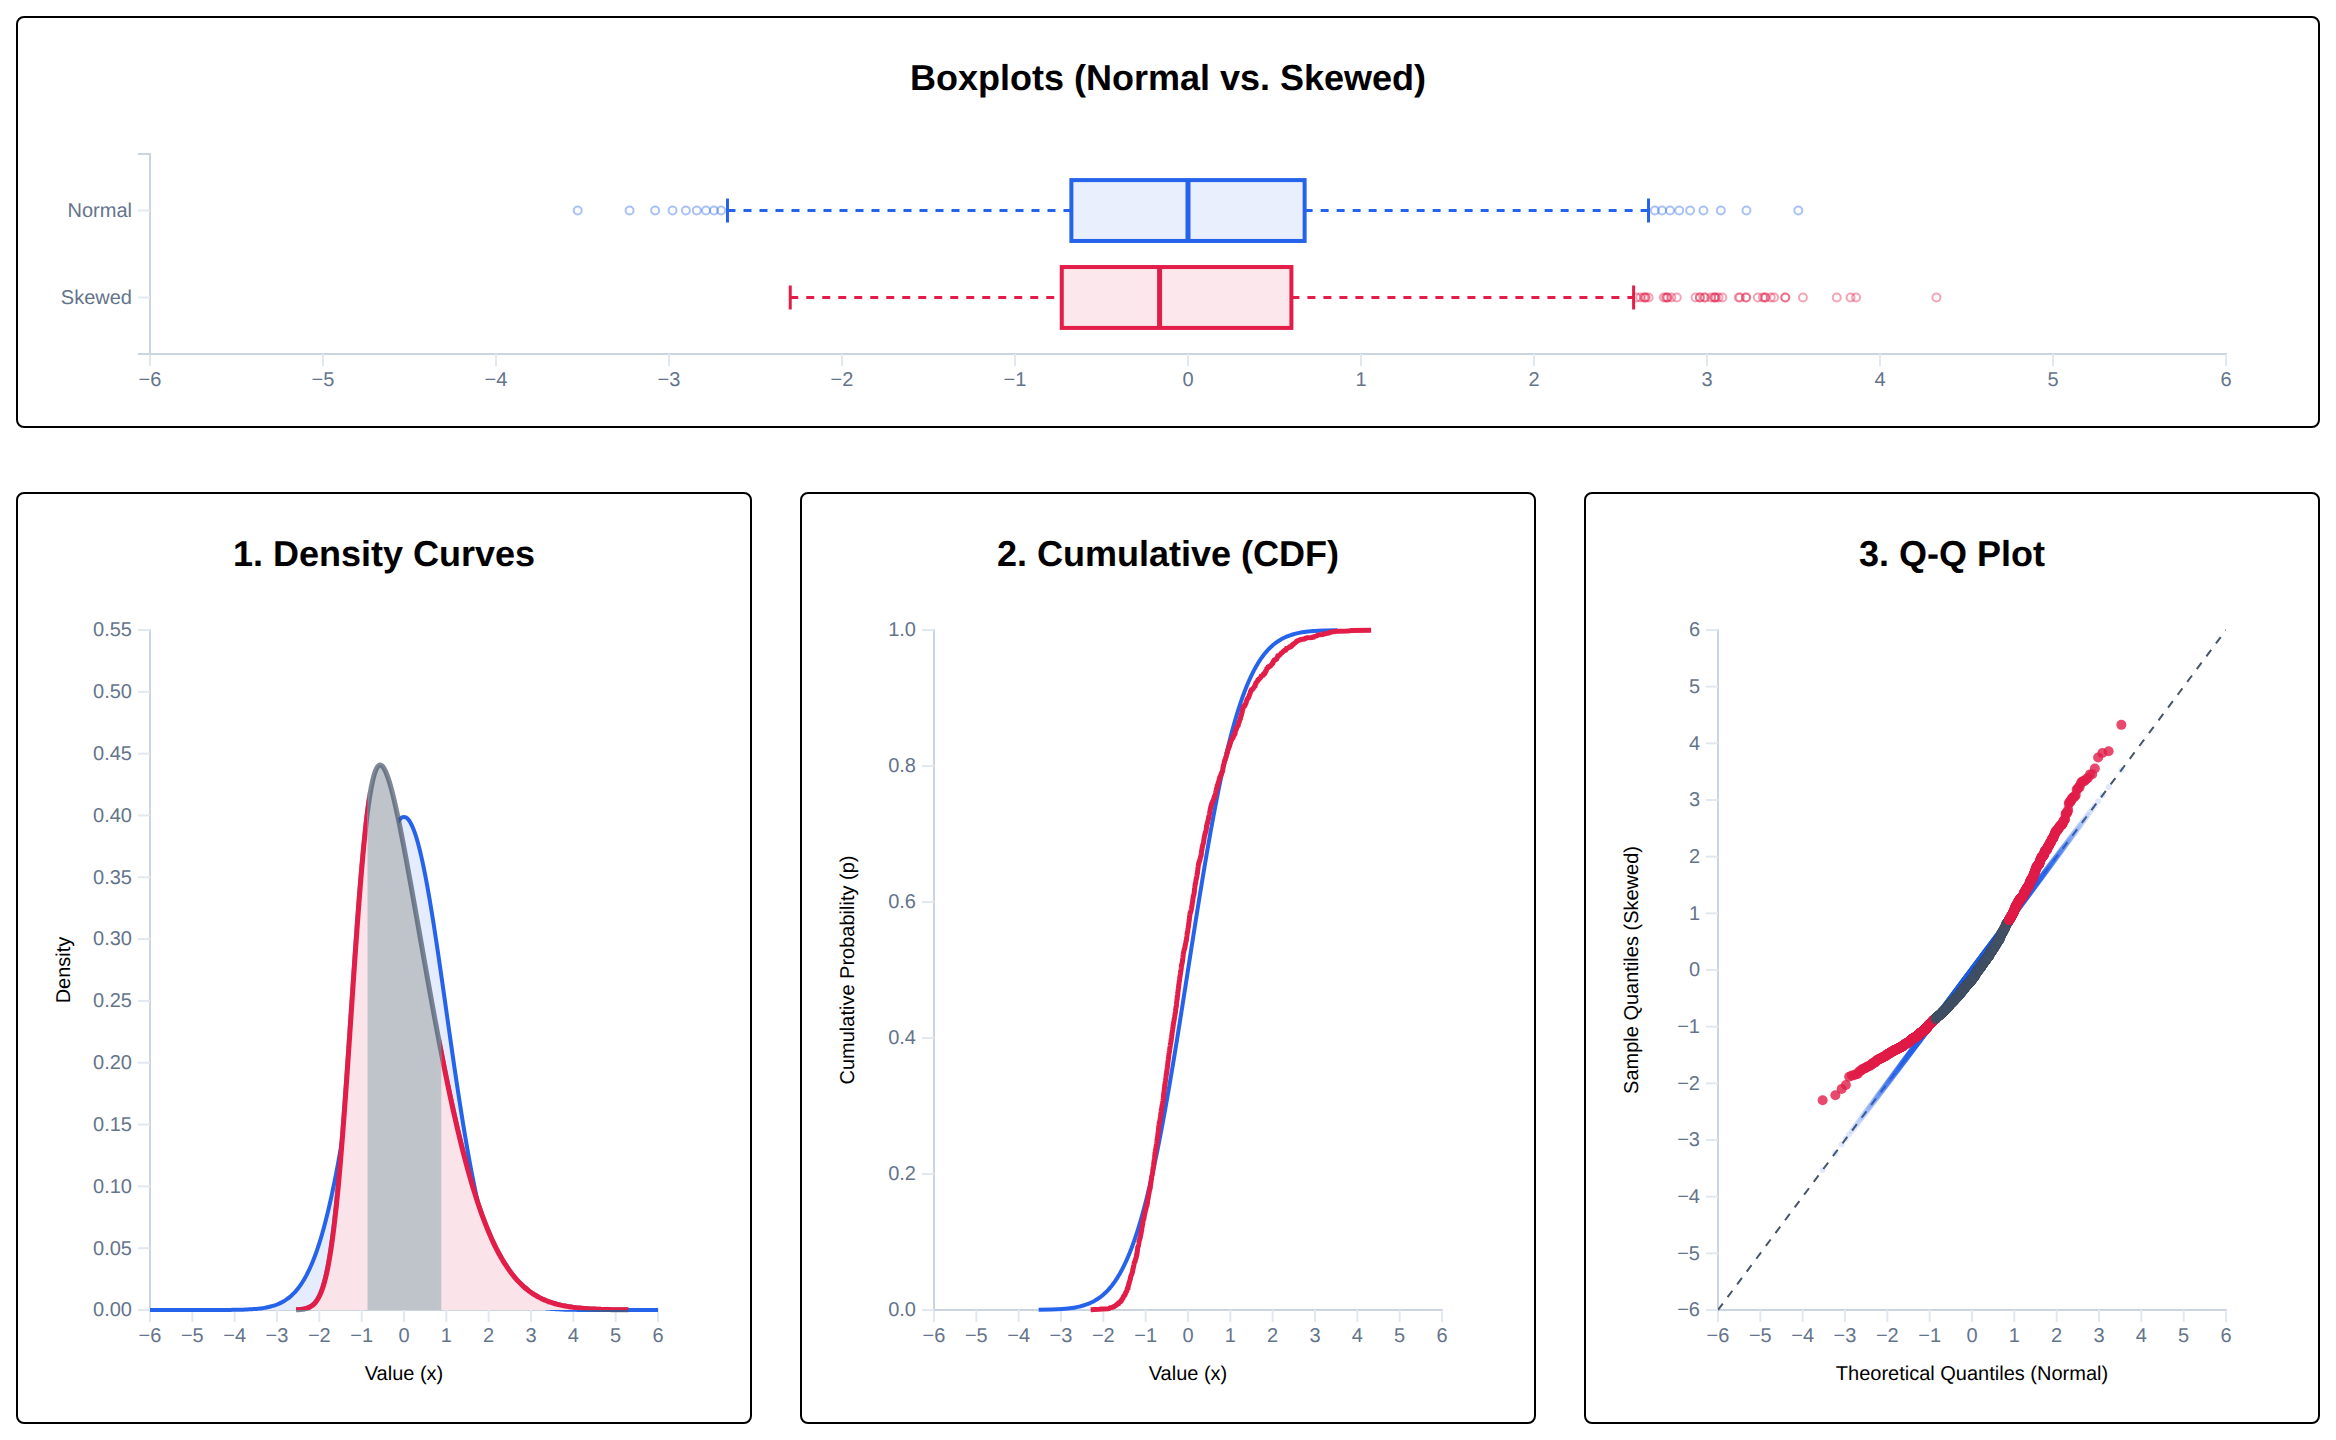 Boxplots (Normal vs. Skewed)
Normal
Skewed
−6 −5 −4 −3 −2 −1 0 1 2 3 4 5 6
1. Density Curves
0.55
0.50
0.45
0.40
0.35
0.30
0.25
0.20
0.15
0.10
0.05
0.00
Density
−6 −5 −4 −3 −2 −1 0 1 2 3 4 5 6
Value (x)
2. Cumulative (CDF)
1.0
0.8
0.6
0.4
0.2
0.0
Cumulative Probability (p)
−6 −5 −4 −3 −2 −1 0 1 2 3 4 5 6
Value (x)
3. Q-Q Plot
6
5
4
3
2
1
0
−1
−2
−3
−4
−5
−6
Sample Quantiles (Skewed)
−6 −5 −4 −3 −2 −1 0 1 2 3 4 5 6
Theoretical Quantiles (Normal)